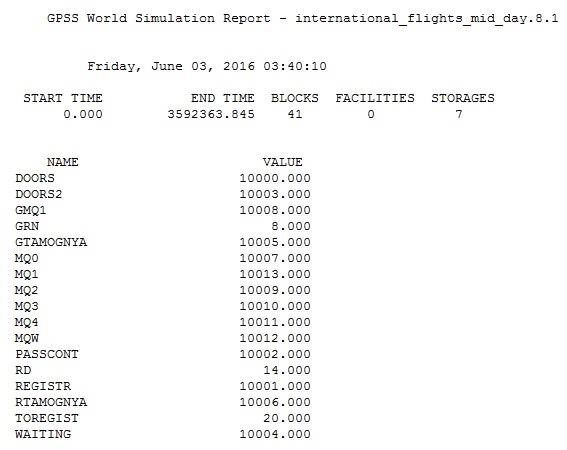 GPSS World Simulation Report - international_flights_mid_day.8.1
Friday, June 03, 2016 03:40:10
START TIME END TIME BLOCKS FACILITIES STORAGES
0.000 3592363.845 41 0 7
NAME VALUE
DOORS 10000.000
DOORS2 10003.000
GMQ1 10008.000
GRN 8.000
GTAMOGNYA 10005.000
MQ0 10007.000
MQ1 10013.000
MQ2 10009.000
MQ3 10010.000
MQ4 10011.000
MQW 10012.000
PASSCONT 10002.000
RD 14.000
REGISTR 10001.000
RTAMOGNYA 10006.000
TOREGIST 20.000
WAITING 10004.000